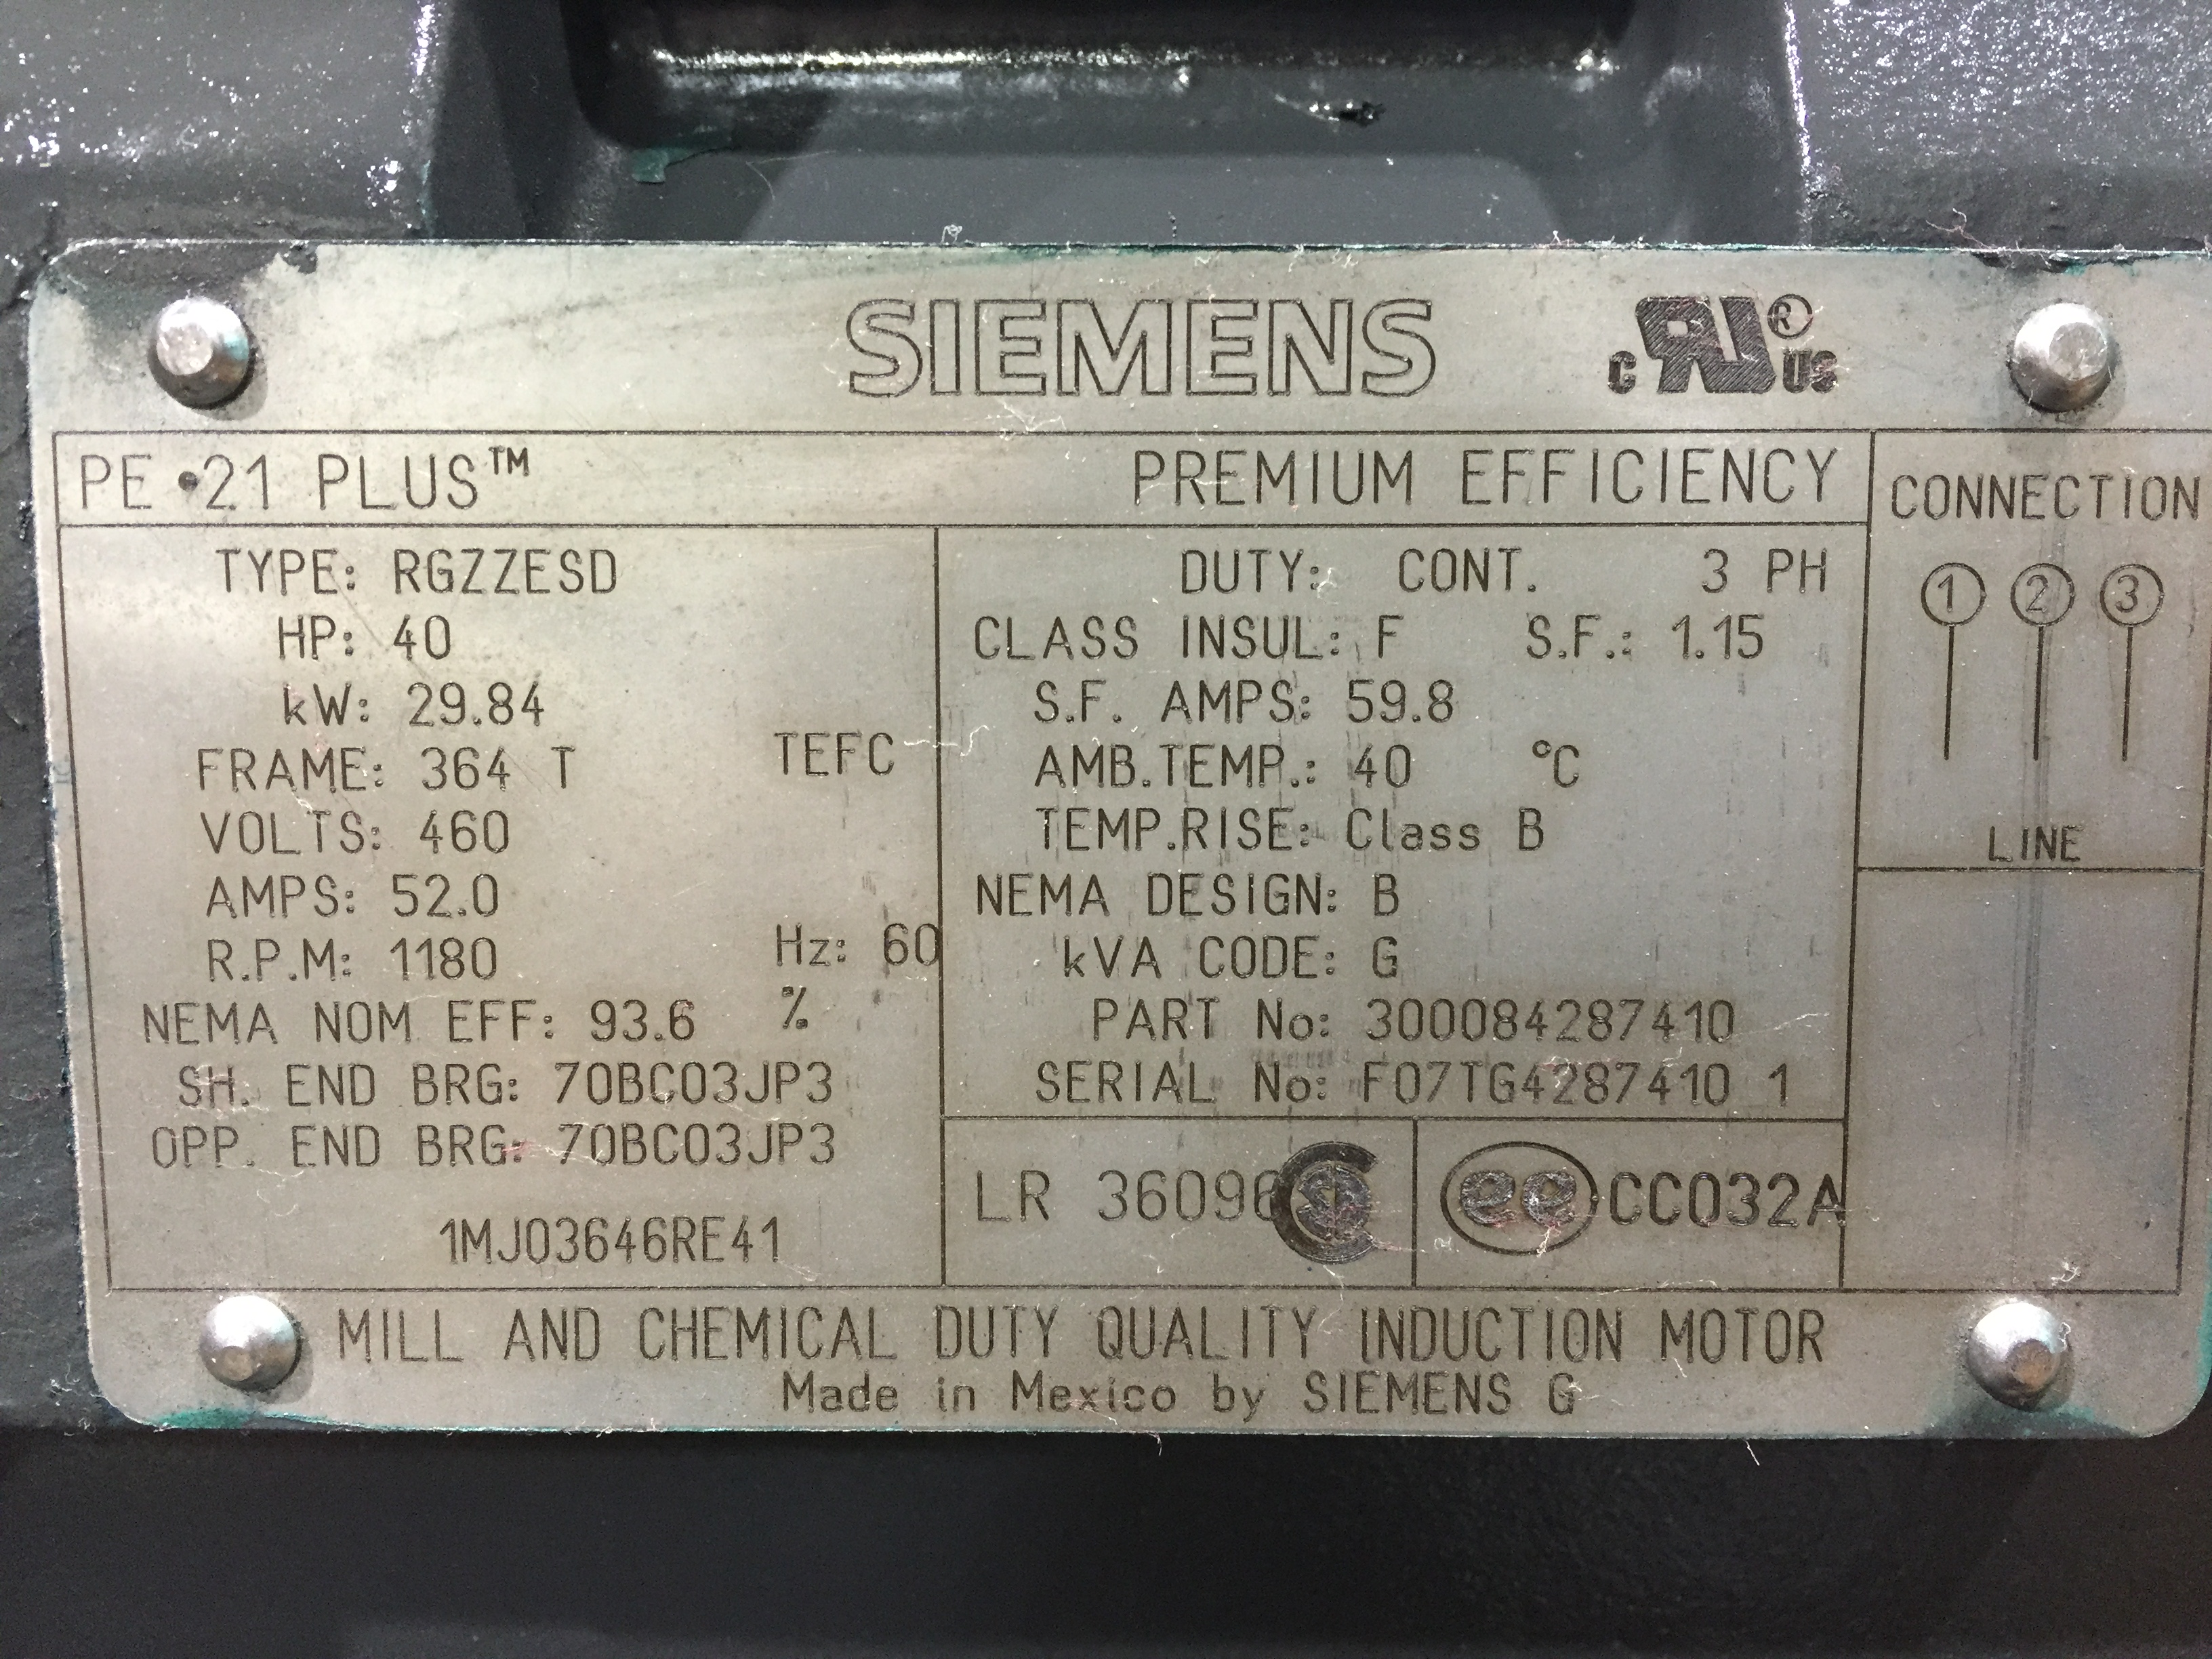 SIEMENS
C RU® US
PE •21 PLUS™ PREMIUM EFFICIENCY
TYPE: RGZZESD
HP: 40
kW: 29.84
FRAME: 364 T TEFC
VOLTS: 460
AMPS: 52.0
R.P.M: 1180 Hz: 60
NEMA NOM EFF: 93.6 %
SH. END BRG: 70BC03JP3
OPP. END BRG: 70BC03JP3
1MJ03646RE41
DUTY: CONT. 3 PH
CLASS INSUL: F S.F.: 1.15
S.F. AMPS: 59.8
AMB.TEMP.: 40 °C
TEMP.RISE: Class B
NEMA DESIGN: B
kVA CODE: G
PART No: 300084287410
SERIAL No: F07TG4287410 1
LR 36096 CSA
ee CC032A
CONNECTION
1 2 3
LINE
MILL AND CHEMICAL DUTY QUALITY INDUCTION MOTOR
Made in Mexico by SIEMENS G